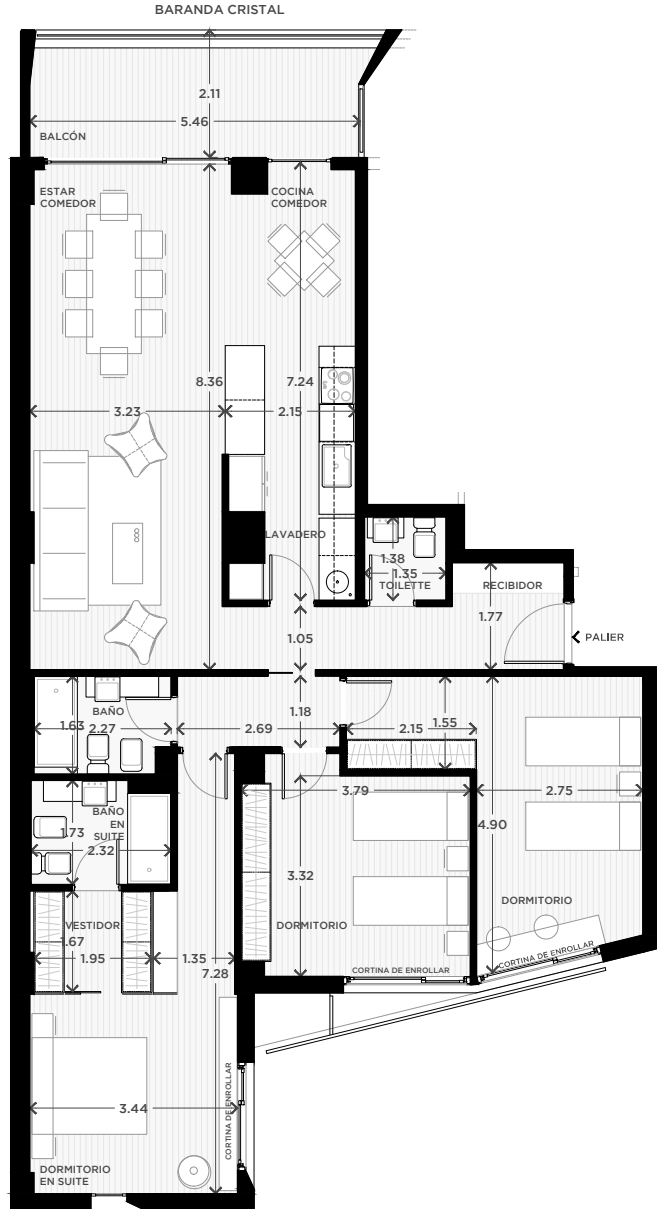 BARANDA CRISTAL
2.11
5.46
BALCÓN
ESTAR
COMEDOR
COCINA
COMEDOR
8.36
7.24
3.23
2.15
LAVADERO
1.38
1.35
TOILETTE
RECIBIDOR
1.77
PALIER
1.05
1.18
BAÑO
1.63
2.27
2.69
2.15
1.55
3.79
2.75
BAÑO
EN
SUITE
1.73
2.32
4.90
3.32
DORMITORIO
DORMITORIO
VESTIDOR
1.67
1.95
1.35
7.28
CORTINA DE ENROLLAR
CORTINA DE ENROLLAR
CORTINA DE ENROLLAR
3.44
DORMITORIO
EN SUITE